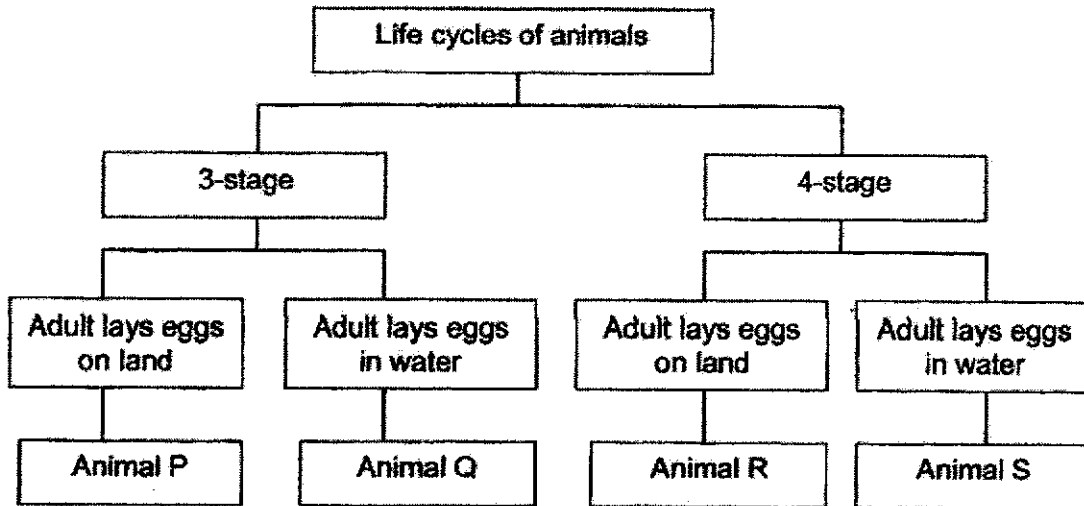 Life cycles of animals
3-stage
4-stage
Adult lays eggs
on land
Adult lays eggs
in water
Adult lays eggs
on land
Adult lays eggs
in water
Animal P
Animal Q
Animal R
Animal S